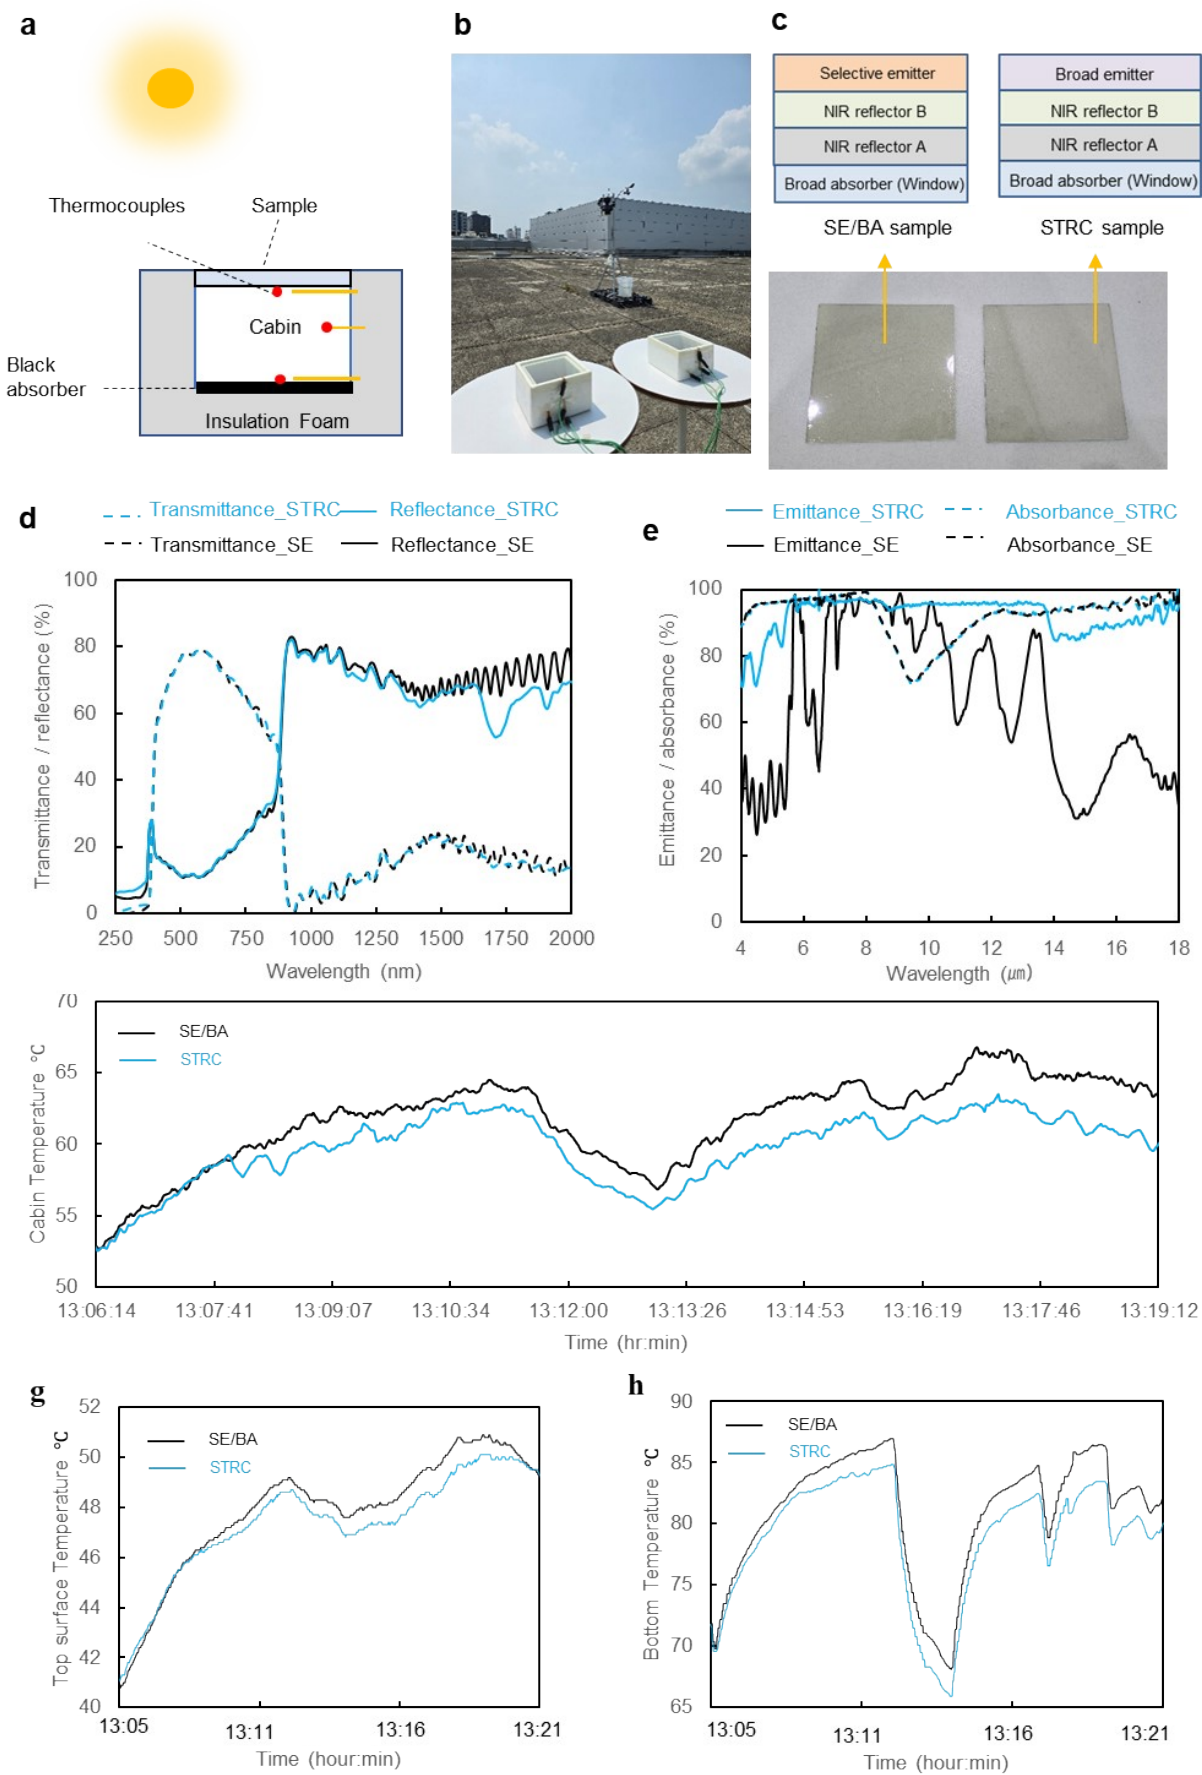 a
b
c
Thermocouples
Sample
Cabin
Black
absorber
Insulation Foam
Selective emitter
NIR reflector B
NIR reflector A
Broad absorber (Window)
SE/BA sample
Broad emitter
NIR reflector B
NIR reflector A
Broad absorber (Window)
STRC sample
d
Transmittance_STRC
Reflectance_STRC
Transmittance_SE
Reflectance_SE
Transmittance / reflectance (%)
100
80
60
40
20
0
250 500 750 1000 1250 1500 1750 2000
Wavelength (nm)
e
Emittance_STRC
Absorbance_STRC
Emittance_SE
Absorbance_SE
Emittance / absorbance (%)
100
80
60
40
20
0
4 6 8 10 12 14 16 18
Wavelength (㎛)
Cabin Temperature ℃
70
65
60
55
50
SE/BA
STRC
13:06:14 13:07:41 13:09:07 13:10:34 13:12:00 13:13:26 13:14:53 13:16:19 13:17:46 13:19:12
Time (hr:min)
g
Top surface Temperature ℃
52
50
48
46
44
42
40
SE/BA
STRC
13:05 13:11 13:16 13:21
Time (hour:min)
h
Bottom Temperature ℃
90
85
80
75
70
65
SE/BA
STRC
13:05 13:11 13:16 13:21
Time (hour:min)